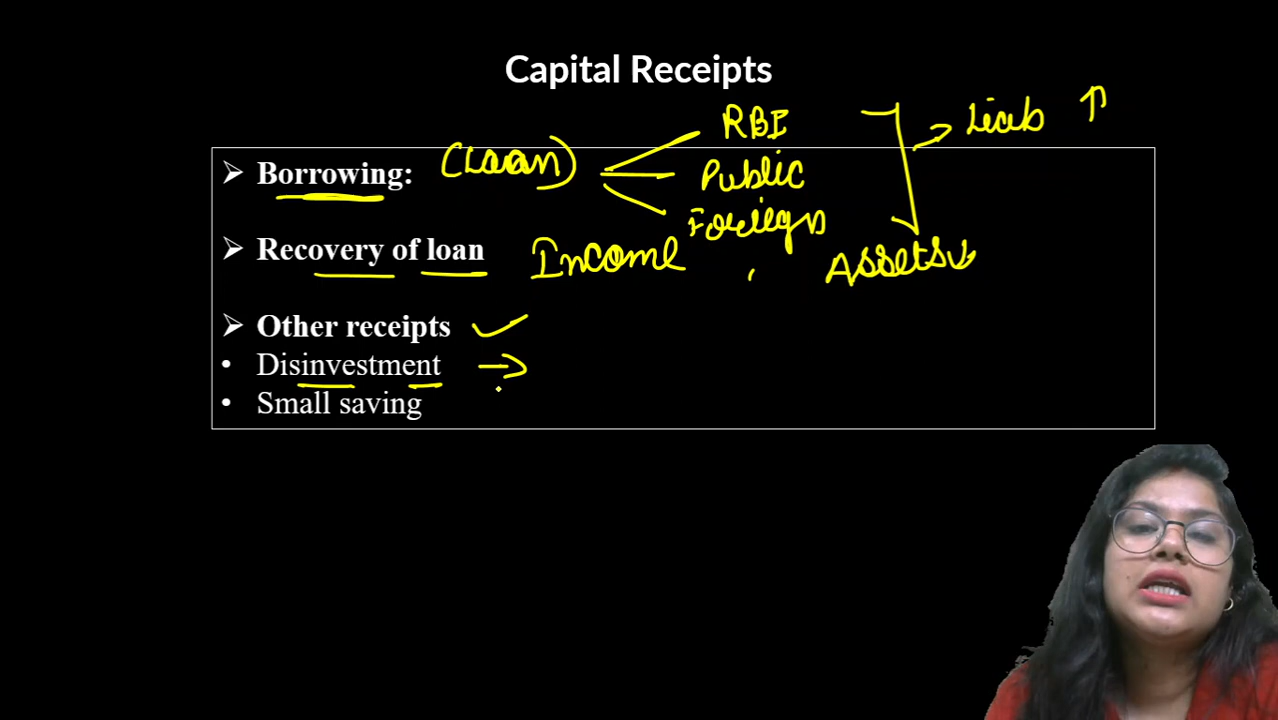 Capital Receipts
RBI
Liab ↑
➢ Borrowing: (Loan)
Public
Foreign
➢ Recovery of loan Income Assets
➢ Other receipts ✓
• Disinvestment →
• Small saving